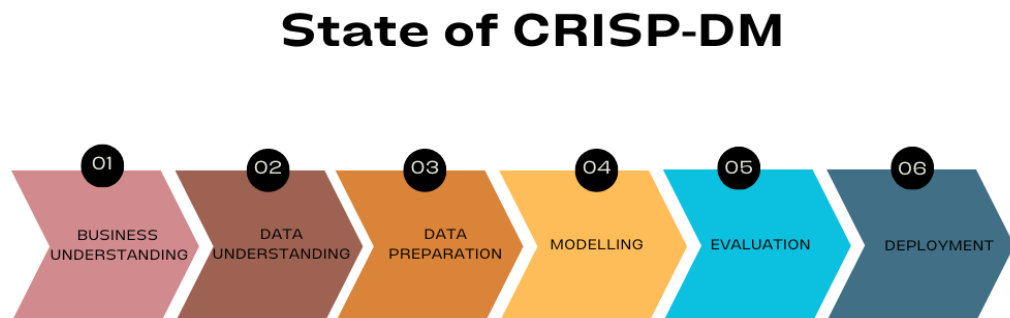 State of CRISP-DM
01
BUSINESS
UNDERSTANDING
02
DATA
UNDERSTANDING
03
DATA
PREPARATION
04
MODELLING
05
EVALUATION
06
DEPLOYMENT